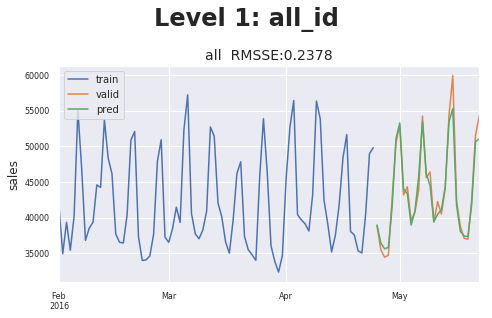 Level 1: all_id
all  RMSSE:0.2378
train
valid
pred
sales
60000
55000
50000
45000
40000
35000
Feb
2016
Mar
Apr
May